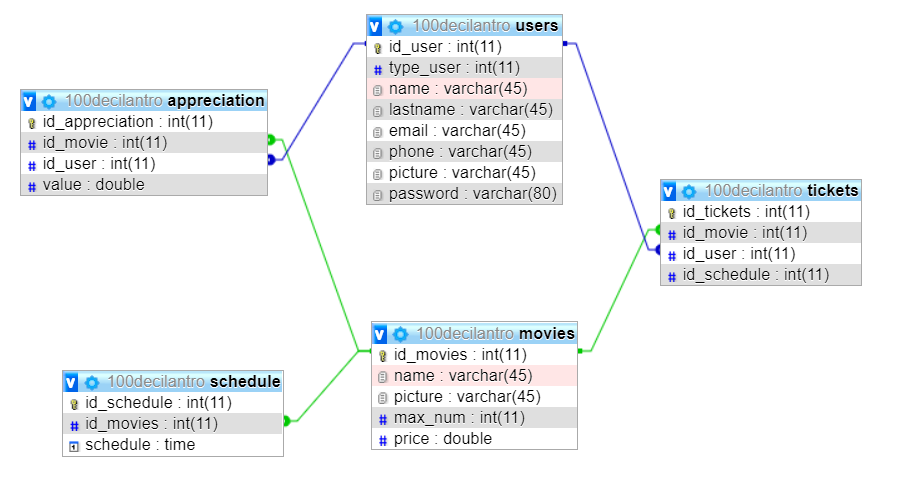 100decilantro users
id_user : int(11)
type_user : int(11)
name : varchar(45)
lastname : varchar(45)
email : varchar(45)
phone : varchar(45)
picture : varchar(45)
password : varchar(80)
V 100decilantro appreciation
id_appreciation : int(11)
id_movie : int(11)
id_user : int(11)
value : double
V 100decilantro tickets
id_tickets : int(11)
id_movie : int(11)
id_user : int(11)
id_schedule : int(11)
V 100decilantro movies
id_movies : int(11)
name : varchar(45)
picture : varchar(45)
max_num : int(11)
price : double
V 100decilantro schedule
id_schedule : int(11)
id_movies : int(11)
schedule : time